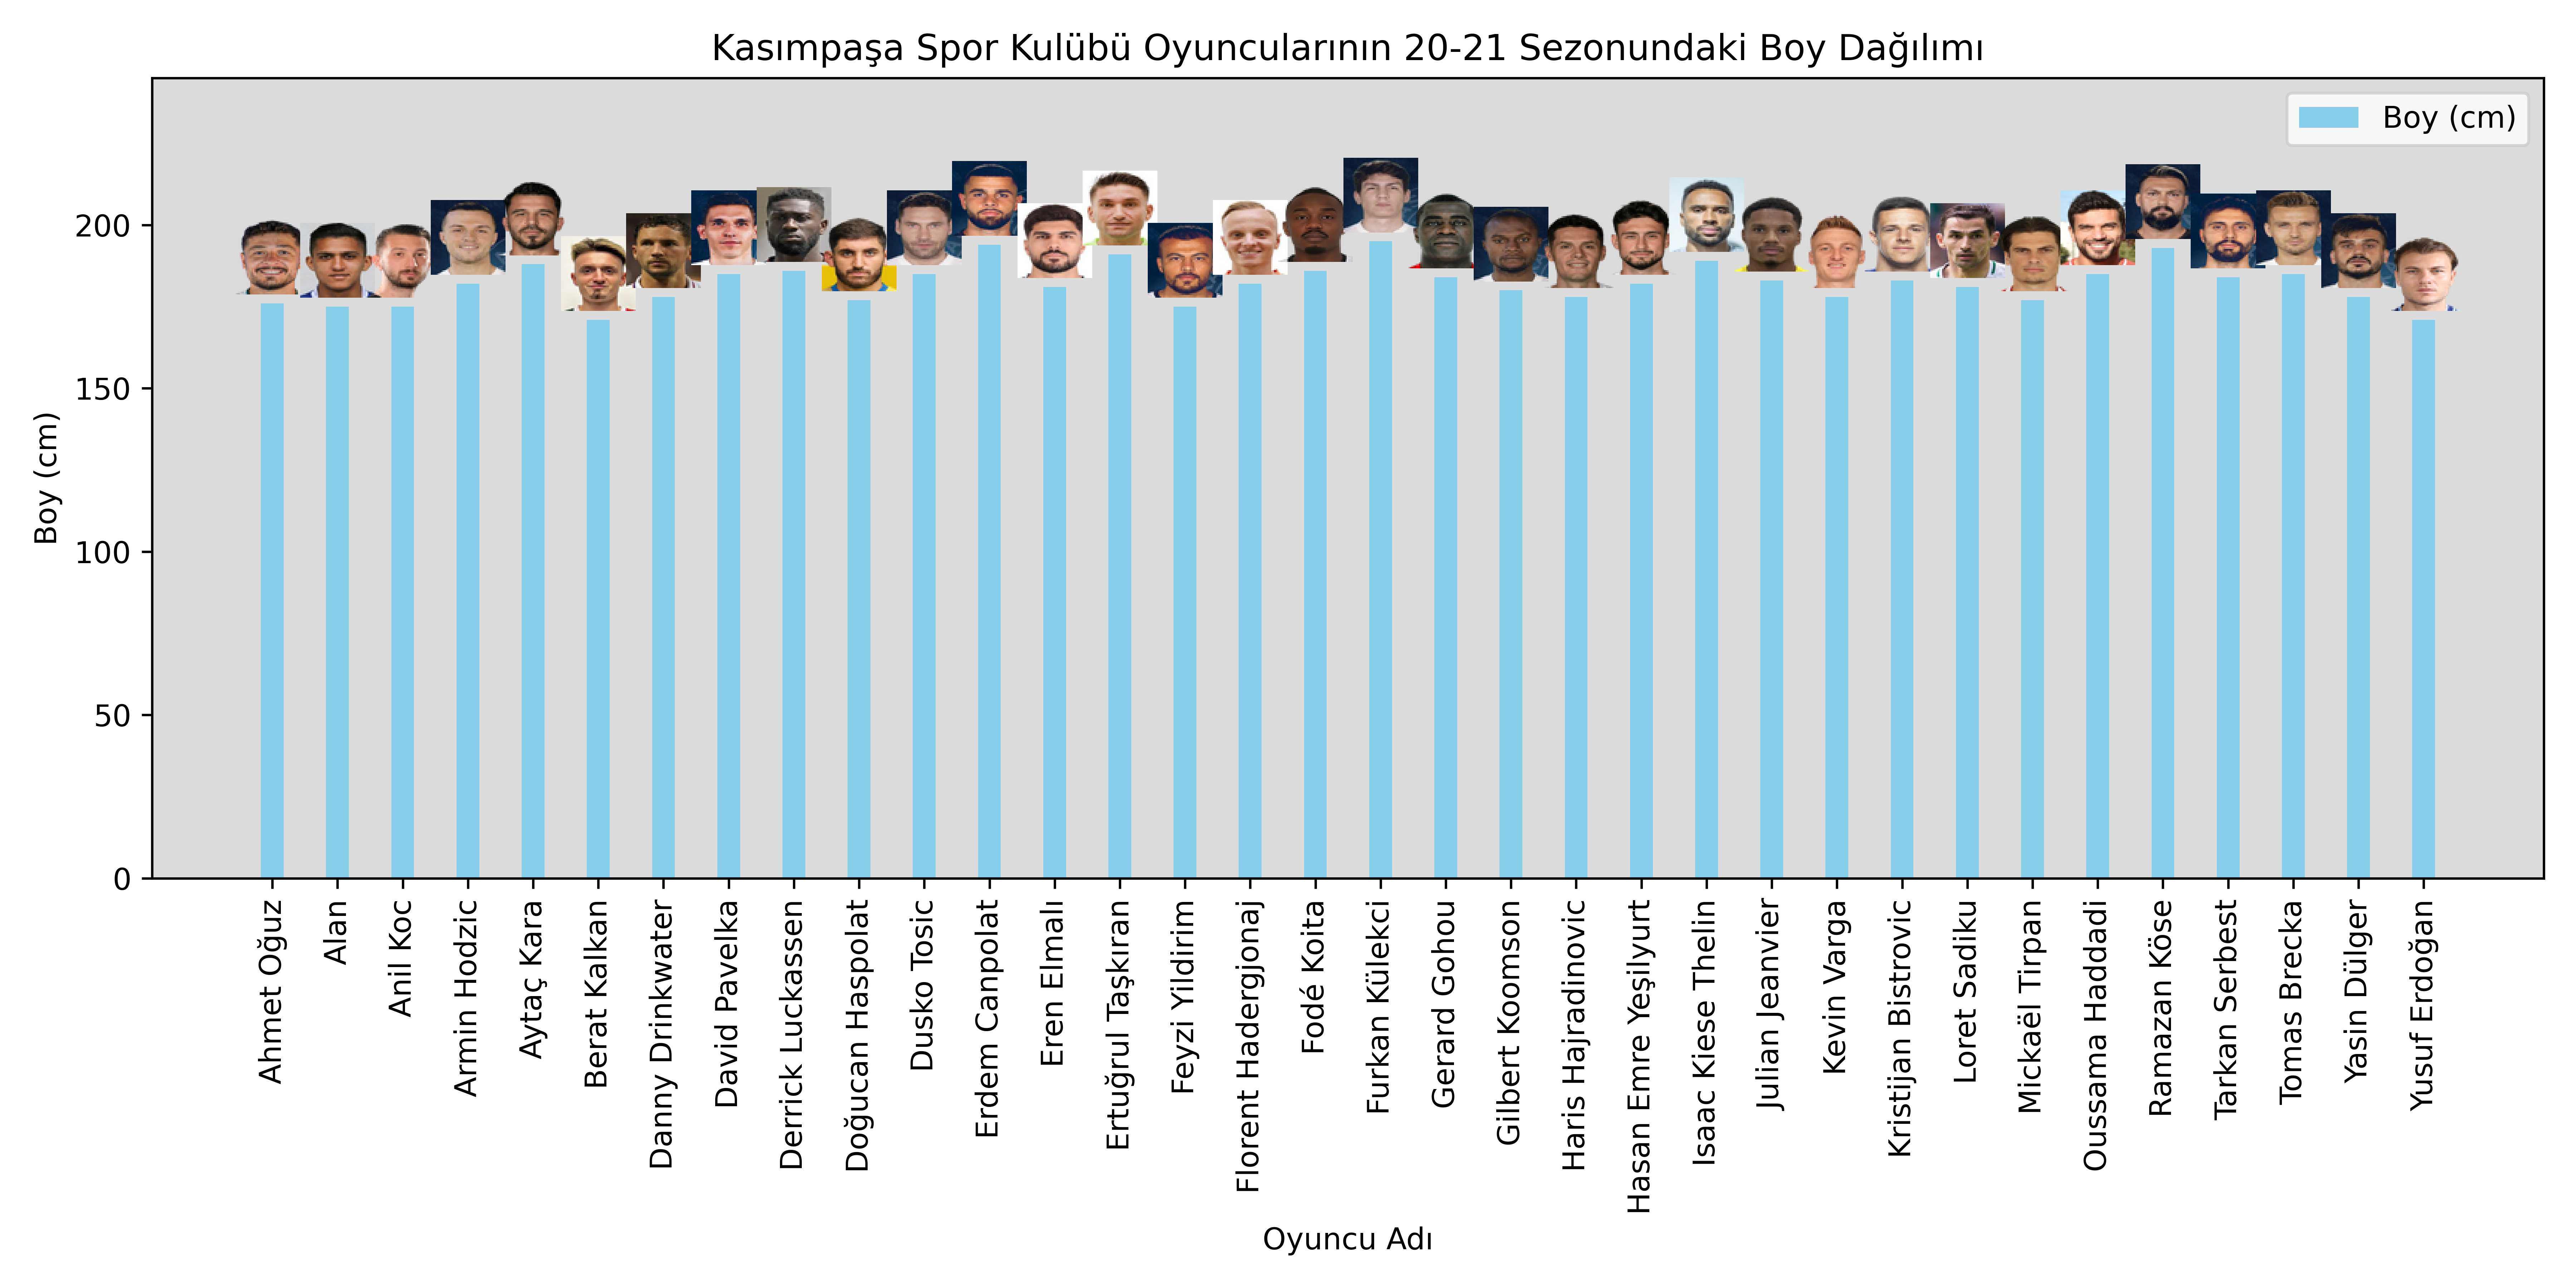 Kasımpaşa Spor Kulübü Oyuncularının 20-21 Sezonundaki Boy Dağılımı
Boy (cm)
Boy (cm)
200
150
100
50
0
Ahmet Oğuz
Alan
Anil Koc
Armin Hodzic
Aytaç Kara
Berat Kalkan
Danny Drinkwater
David Pavelka
Derrick Luckassen
Doğucan Haspolat
Dusko Tosic
Erdem Canpolat
Eren Elmalı
Ertuğrul Taşkıran
Feyzi Yildirim
Florent Hadergjonaj
Fodé Koita
Furkan Külekci
Gerard Gohou
Gilbert Koomson
Haris Hajradinovic
Hasan Emre Yeşilyurt
Isaac Kiese Thelin
Julian Jeanvier
Kevin Varga
Kristijan Bistrovic
Loret Sadiku
Mickaël Tirpan
Oussama Haddadi
Ramazan Köse
Tarkan Serbest
Tomas Brecka
Yasin Dülger
Yusuf Erdoğan
Oyuncu Adı